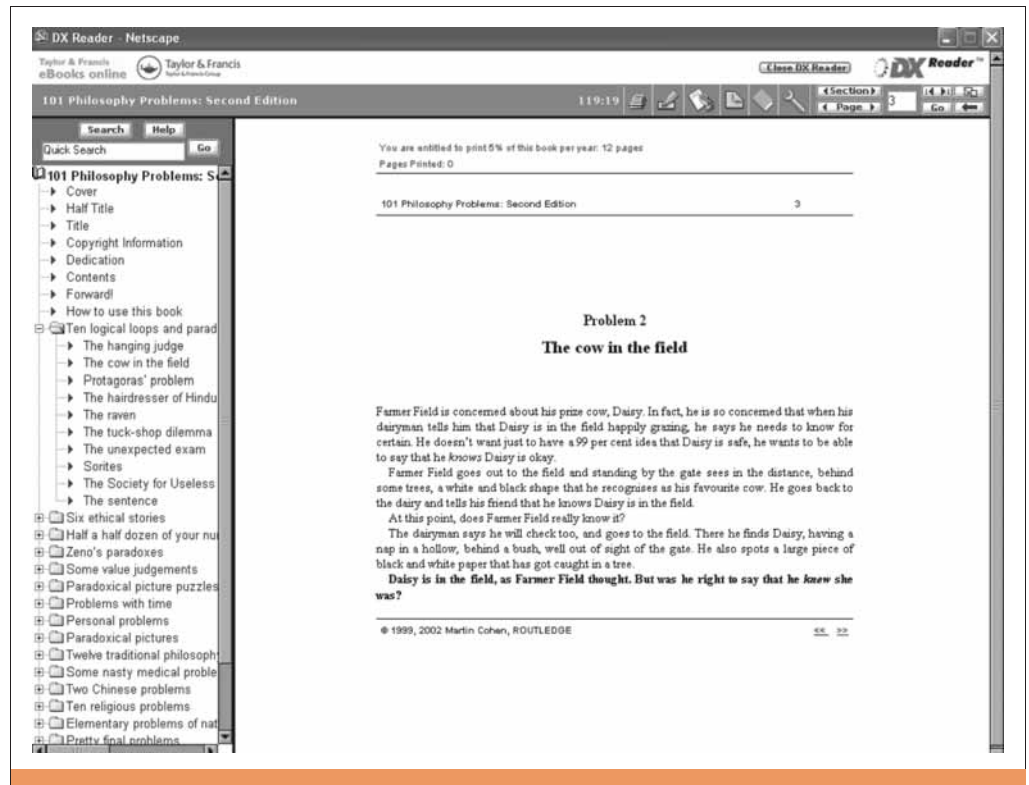 DX Reader - Netscape
Taylor & Francis
eBooks online
Taylor & Francis
Taylor & Francis Group
Close DX Reader
DX Reader™
101 Philosophy Problems: Second Edition
119:19
Section
Page
3
Go
Search
Help
Quick Search
Go
101 Philosophy Problems: Se
Cover
Half Title
Title
Copyright Information
Dedication
Contents
Forward!
How to use this book
Ten logical loops and parad
The hanging judge
The cow in the field
Protagoras' problem
The hairdresser of Hindu
The raven
The tuck-shop dilemma
The unexpected exam
Sorites
The Society for Useless
The sentence
Six ethical stories
Half a half dozen of your nu
Zeno's paradoxes
Some value judgements
Paradoxical picture puzzles
Problems with time
Personal problems
Paradoxical pictures
Twelve traditional philosoph
Some nasty medical proble
Two Chinese problems
Ten religious problems
Elementary problems of nat
Pretty final problems
You are entitled to print 5% of this book per year: 12 pages
Pages Printed: 0
101 Philosophy Problems: Second Edition 3
Problem 2
The cow in the field
Farmer Field is concerned about his prize cow, Daisy. In fact, he is so concerned that when his
dairyman tells him that Daisy is in the field happily grazing, he says he needs to know for
certain. He doesn't want just to have a 99 per cent idea that Daisy is safe, he wants to be able
to say that he knows Daisy is okay.
Farmer Field goes out to the field and standing by the gate sees in the distance, behind
some trees, a white and black shape that he recognises as his favourite cow. He goes back to
the dairy and tells his friend that he knows Daisy is in the field.
At this point, does Farmer Field really know it?
The dairyman says he will check too, and goes to the field. There he finds Daisy, having a
nap in a hollow, behind a bush, well out of sight of the gate. He also spots a large piece of
black and white paper that has got caught in a tree.
Daisy is in the field, as Farmer Field thought. But was he right to say that he knew she
was?
© 1999, 2002 Martin Cohen, ROUTLEDGE << >>